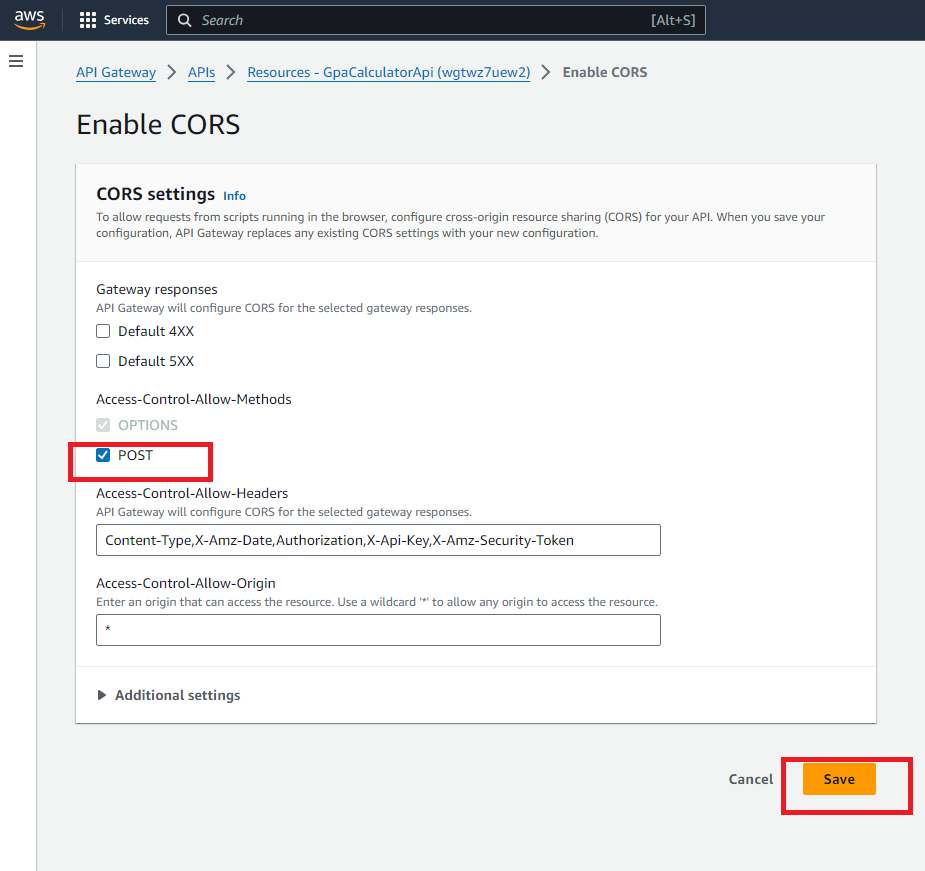 aws Services Search [Alt+S]
API Gateway > APIs > Resources - GpaCalculatorApi (wgtwz7uew2) > Enable CORS
Enable CORS
CORS settings Info
To allow requests from scripts running in the browser, configure cross-origin resource sharing (CORS) for your API. When you save your
configuration, API Gateway replaces any existing CORS settings with your new configuration.
Gateway responses
API Gateway will configure CORS for the selected gateway responses.
Default 4XX
Default 5XX
Access-Control-Allow-Methods
OPTIONS
POST
Access-Control-Allow-Headers
API Gateway will configure CORS for the selected gateway responses.
Content-Type,X-Amz-Date,Authorization,X-Api-Key,X-Amz-Security-Token
Access-Control-Allow-Origin
Enter an origin that can access the resource. Use a wildcard '*' to allow any origin to access the resource.
*
Additional settings
Cancel Save